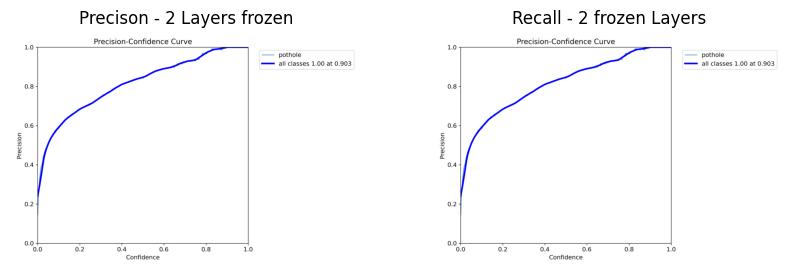 Precison - 2 Layers frozen
Recall - 2 frozen Layers
Precision-Confidence Curve
1.0
0.8
0.6
0.4
0.2
0.0
Precision
0.0 0.2 0.4 0.6 0.8 1.0
Confidence
pothole
all classes 1.00 at 0.903
Precision-Confidence Curve
1.0
0.8
0.6
0.4
0.2
0.0
Precision
0.0 0.2 0.4 0.6 0.8 1.0
Confidence
pothole
all classes 1.00 at 0.903